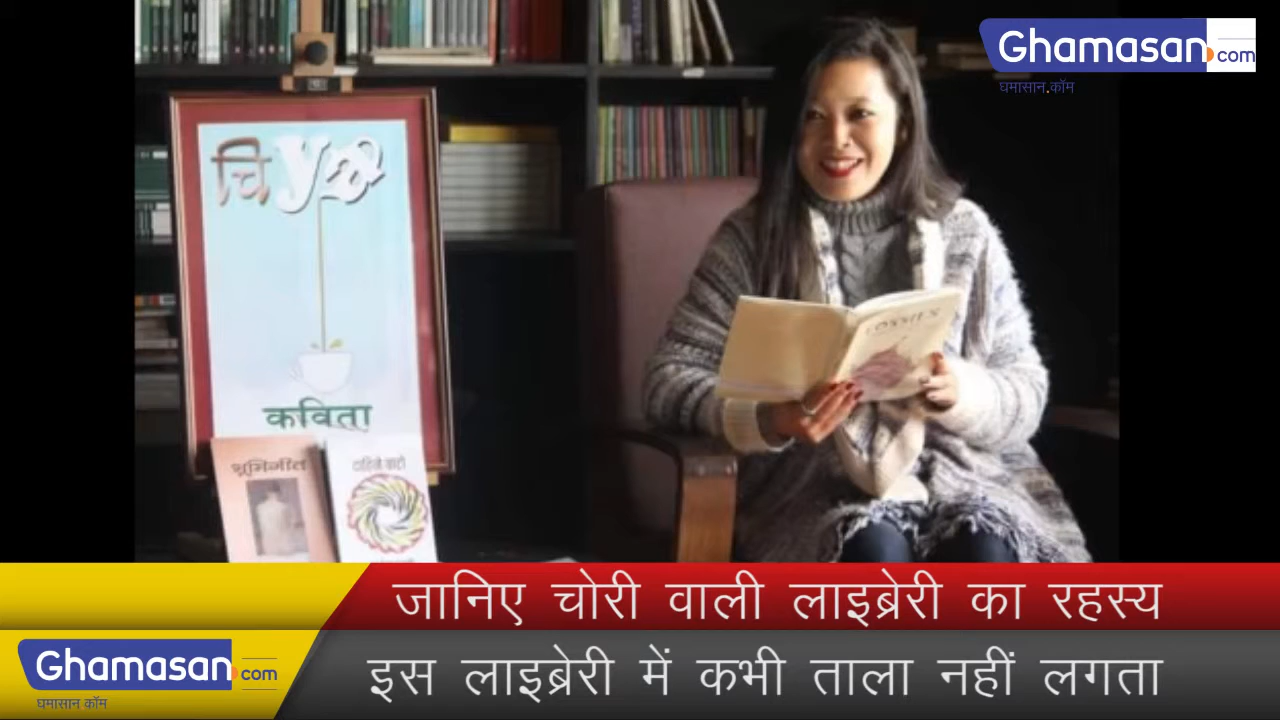 Ghamasan.com
घमासान.कॉम
चिya
कविता
भूमिगीत
दाहिने बाटो
जानिए चोरी वाली लाइब्रेरी का रहस्य
इस लाइब्रेरी में कभी ताला नहीं लगता
Ghamasan.com
घमासान कॉम